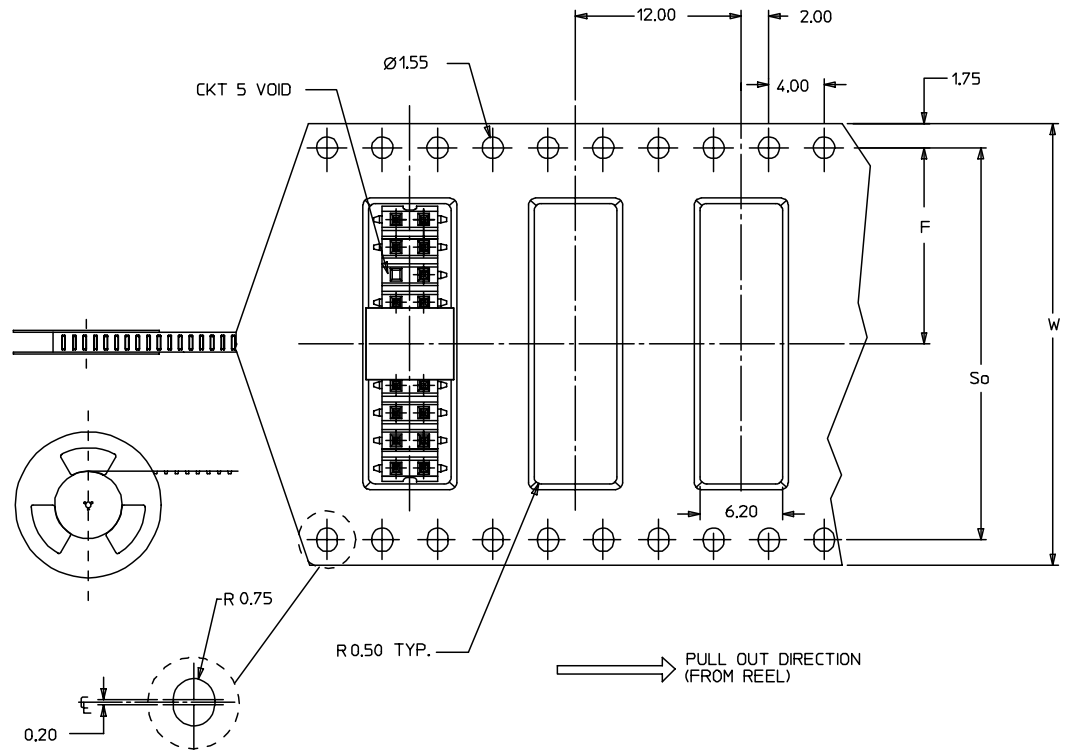 12.00
2.00
Ø1.55
CKT 5 VOID
4.00
1.75
F
W
So
6.20
R 0.75
R 0.50 TYP.
PULL OUT DIRECTION
(FROM REEL)
℄
0.20